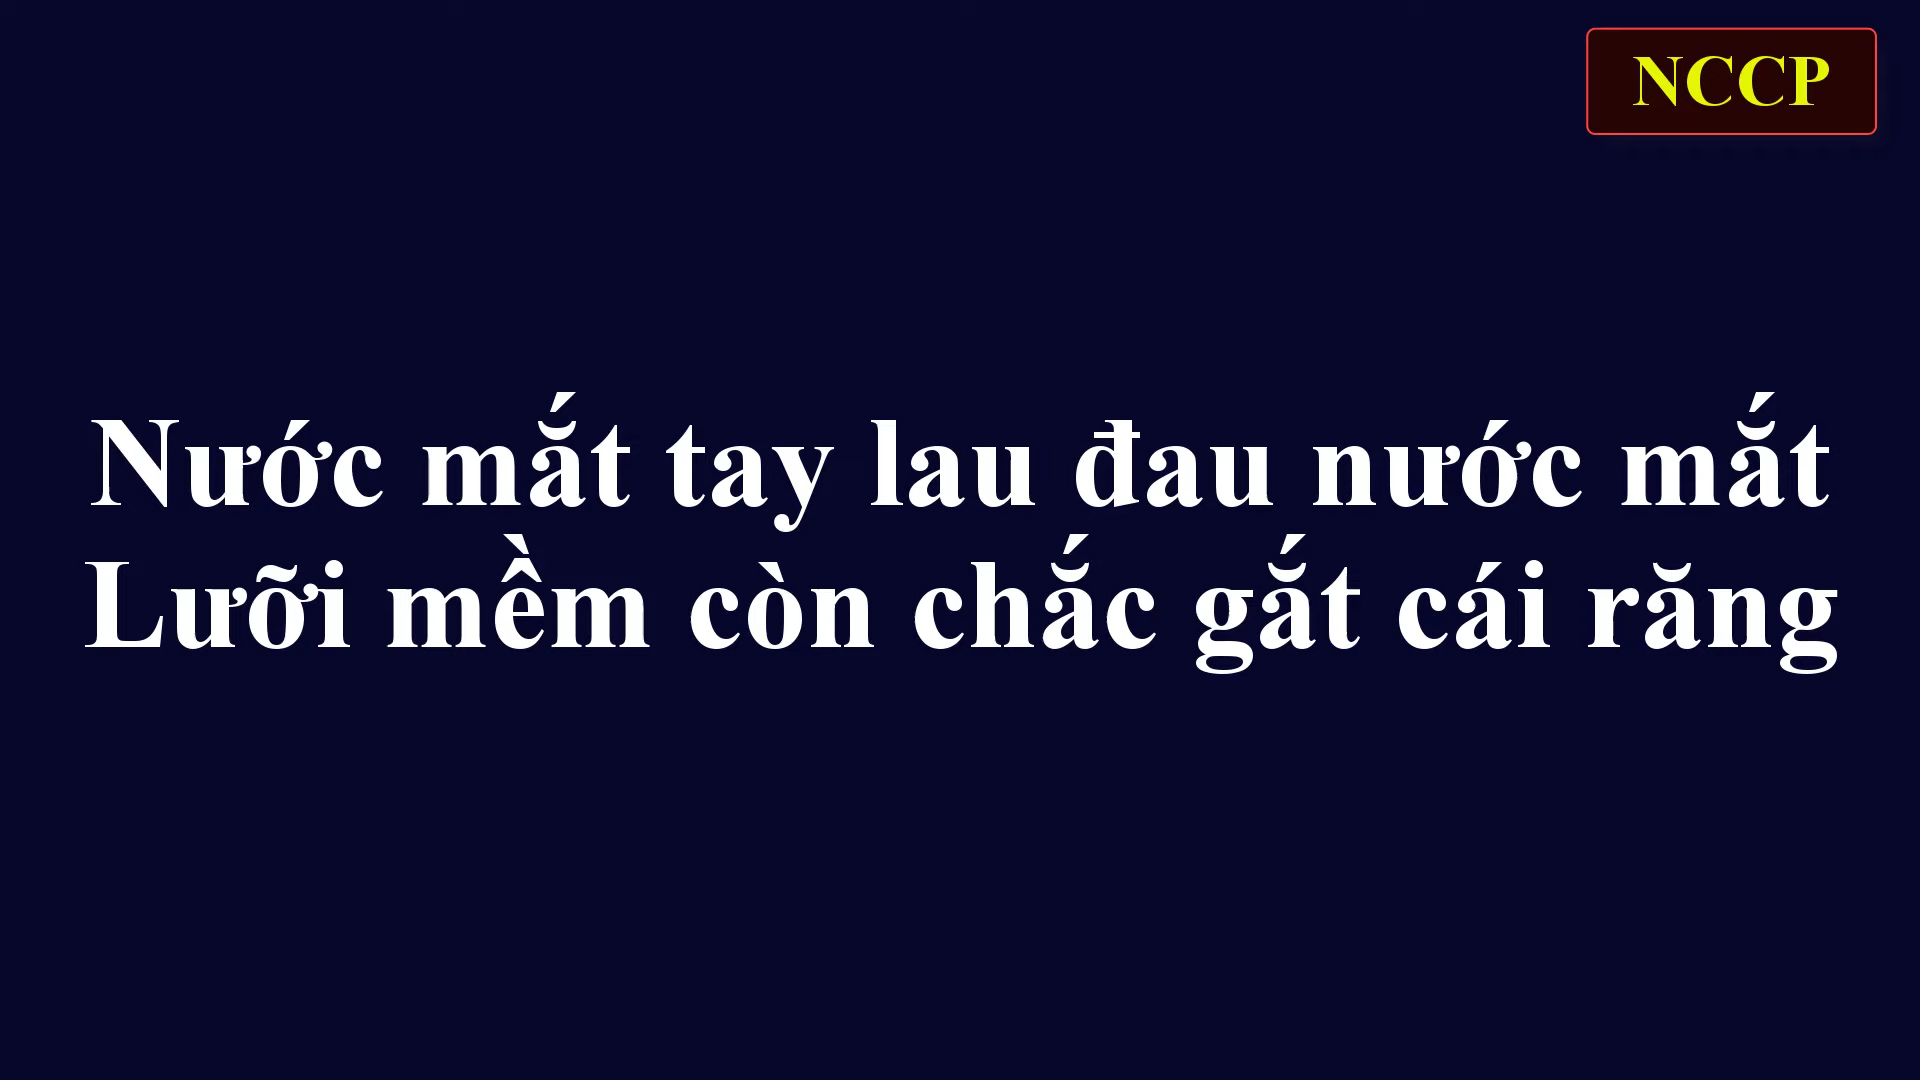 NCCP
Nước mắt tay lau đau nước mắt
Lưỡi mềm còn chắc gắt cái răng